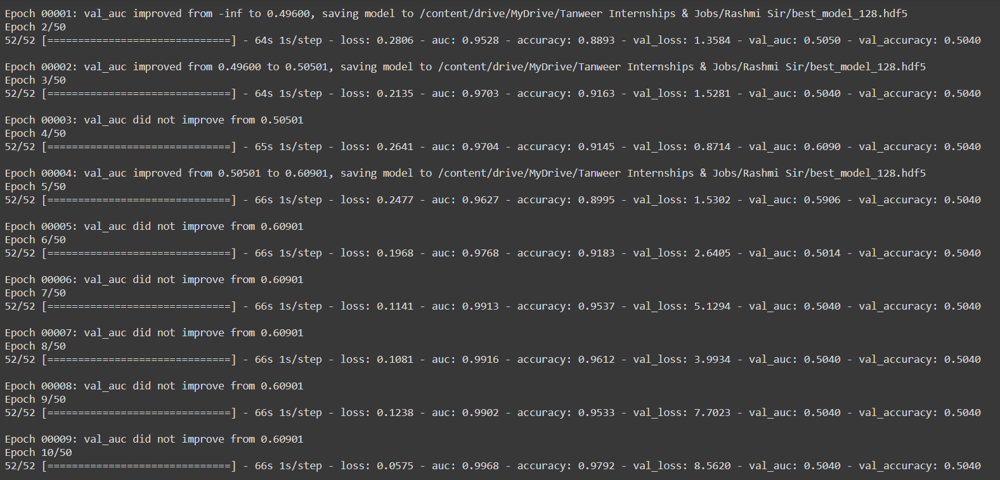 Epoch 00001: val_auc improved from -inf to 0.49600, saving model to /content/drive/MyDrive/Tanweer Internships & Jobs/Rashmi Sir/best_model_128.hdf5
Epoch 2/50
52/52 [==============================] - 64s 1s/step - loss: 0.2806 - auc: 0.9528 - accuracy: 0.8893 - val_loss: 1.3584 - val_auc: 0.5050 - val_accuracy: 0.5040
Epoch 00002: val_auc improved from 0.49600 to 0.50501, saving model to /content/drive/MyDrive/Tanweer Internships & Jobs/Rashmi Sir/best_model_128.hdf5
Epoch 3/50
52/52 [==============================] - 64s 1s/step - loss: 0.2135 - auc: 0.9703 - accuracy: 0.9163 - val_loss: 1.5281 - val_auc: 0.5040 - val_accuracy: 0.5040
Epoch 00003: val_auc did not improve from 0.50501
Epoch 4/50
52/52 [==============================] - 65s 1s/step - loss: 0.2641 - auc: 0.9704 - accuracy: 0.9145 - val_loss: 0.8714 - val_auc: 0.6090 - val_accuracy: 0.5040
Epoch 00004: val_auc improved from 0.50501 to 0.60901, saving model to /content/drive/MyDrive/Tanweer Internships & Jobs/Rashmi Sir/best_model_128.hdf5
Epoch 5/50
52/52 [==============================] - 66s 1s/step - loss: 0.2477 - auc: 0.9627 - accuracy: 0.8995 - val_loss: 1.5302 - val_auc: 0.5906 - val_accuracy: 0.5040
Epoch 00005: val_auc did not improve from 0.60901
Epoch 6/50
52/52 [==============================] - 66s 1s/step - loss: 0.1968 - auc: 0.9768 - accuracy: 0.9183 - val_loss: 2.6405 - val_auc: 0.5014 - val_accuracy: 0.5040
Epoch 00006: val_auc did not improve from 0.60901
Epoch 7/50
52/52 [==============================] - 66s 1s/step - loss: 0.1141 - auc: 0.9913 - accuracy: 0.9537 - val_loss: 5.1294 - val_auc: 0.5040 - val_accuracy: 0.5040
Epoch 00007: val_auc did not improve from 0.60901
Epoch 8/50
52/52 [==============================] - 66s 1s/step - loss: 0.1081 - auc: 0.9916 - accuracy: 0.9612 - val_loss: 3.9934 - val_auc: 0.5040 - val_accuracy: 0.5040
Epoch 00008: val_auc did not improve from 0.60901
Epoch 9/50
52/52 [==============================] - 66s 1s/step - loss: 0.1238 - auc: 0.9902 - accuracy: 0.9533 - val_loss: 7.7023 - val_auc: 0.5040 - val_accuracy: 0.5040
Epoch 00009: val_auc did not improve from 0.60901
Epoch 10/50
52/52 [==============================] - 66s 1s/step - loss: 0.0575 - auc: 0.9968 - accuracy: 0.9792 - val_loss: 8.5620 - val_auc: 0.5040 - val_accuracy: 0.5040